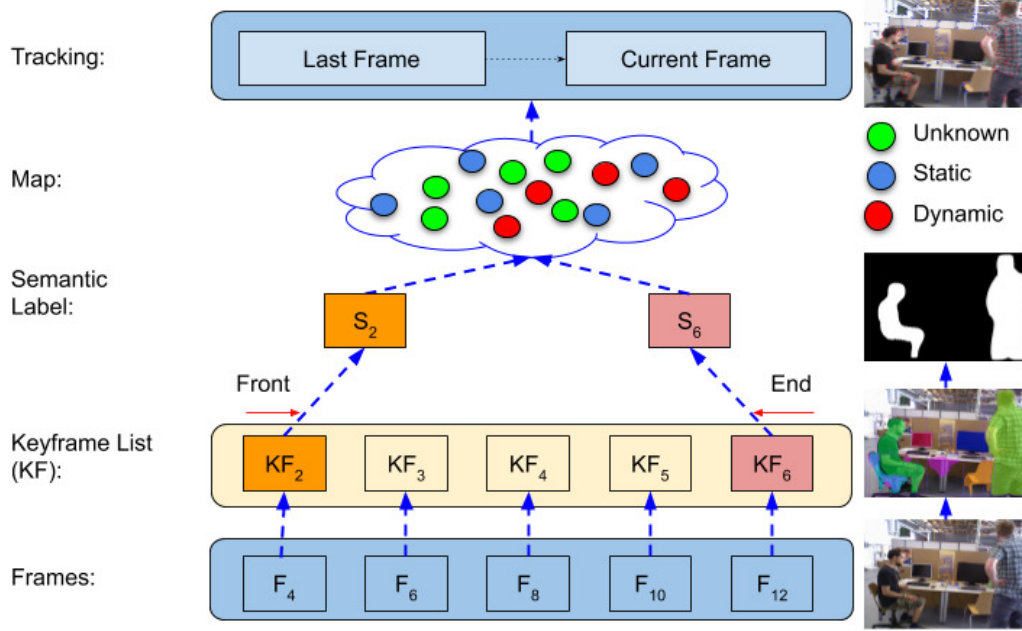 Tracking:
Last Frame
Current Frame
Unknown
Map:
Static
Dynamic
Semantic
Label:
S2
S6
Front
End
Keyframe List
(KF):
KF2
KF3
KF4
KF5
KF6
Frames:
F4
F6
F8
F10
F12